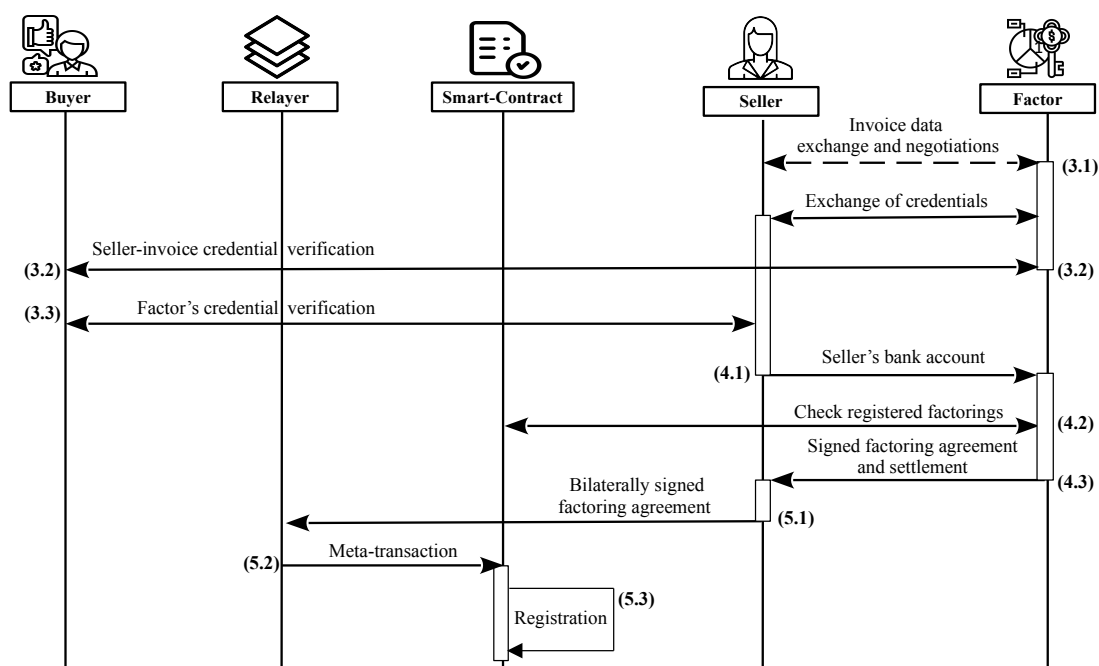 Buyer
Relayer
Smart-Contract
Seller
Factor
Invoice data
exchange and negotiations
(3.1)
Exchange of credentials
Seller-invoice credential verification
(3.2)
(3.2)
(3.3)
Factor’s credential verification
Seller’s bank account
(4.1)
Check registered factorings
(4.2)
Signed factoring agreement
and settlement
(4.3)
Bilaterally signed
factoring agreement
(5.1)
Meta-transaction
(5.2)
(5.3)
Registration